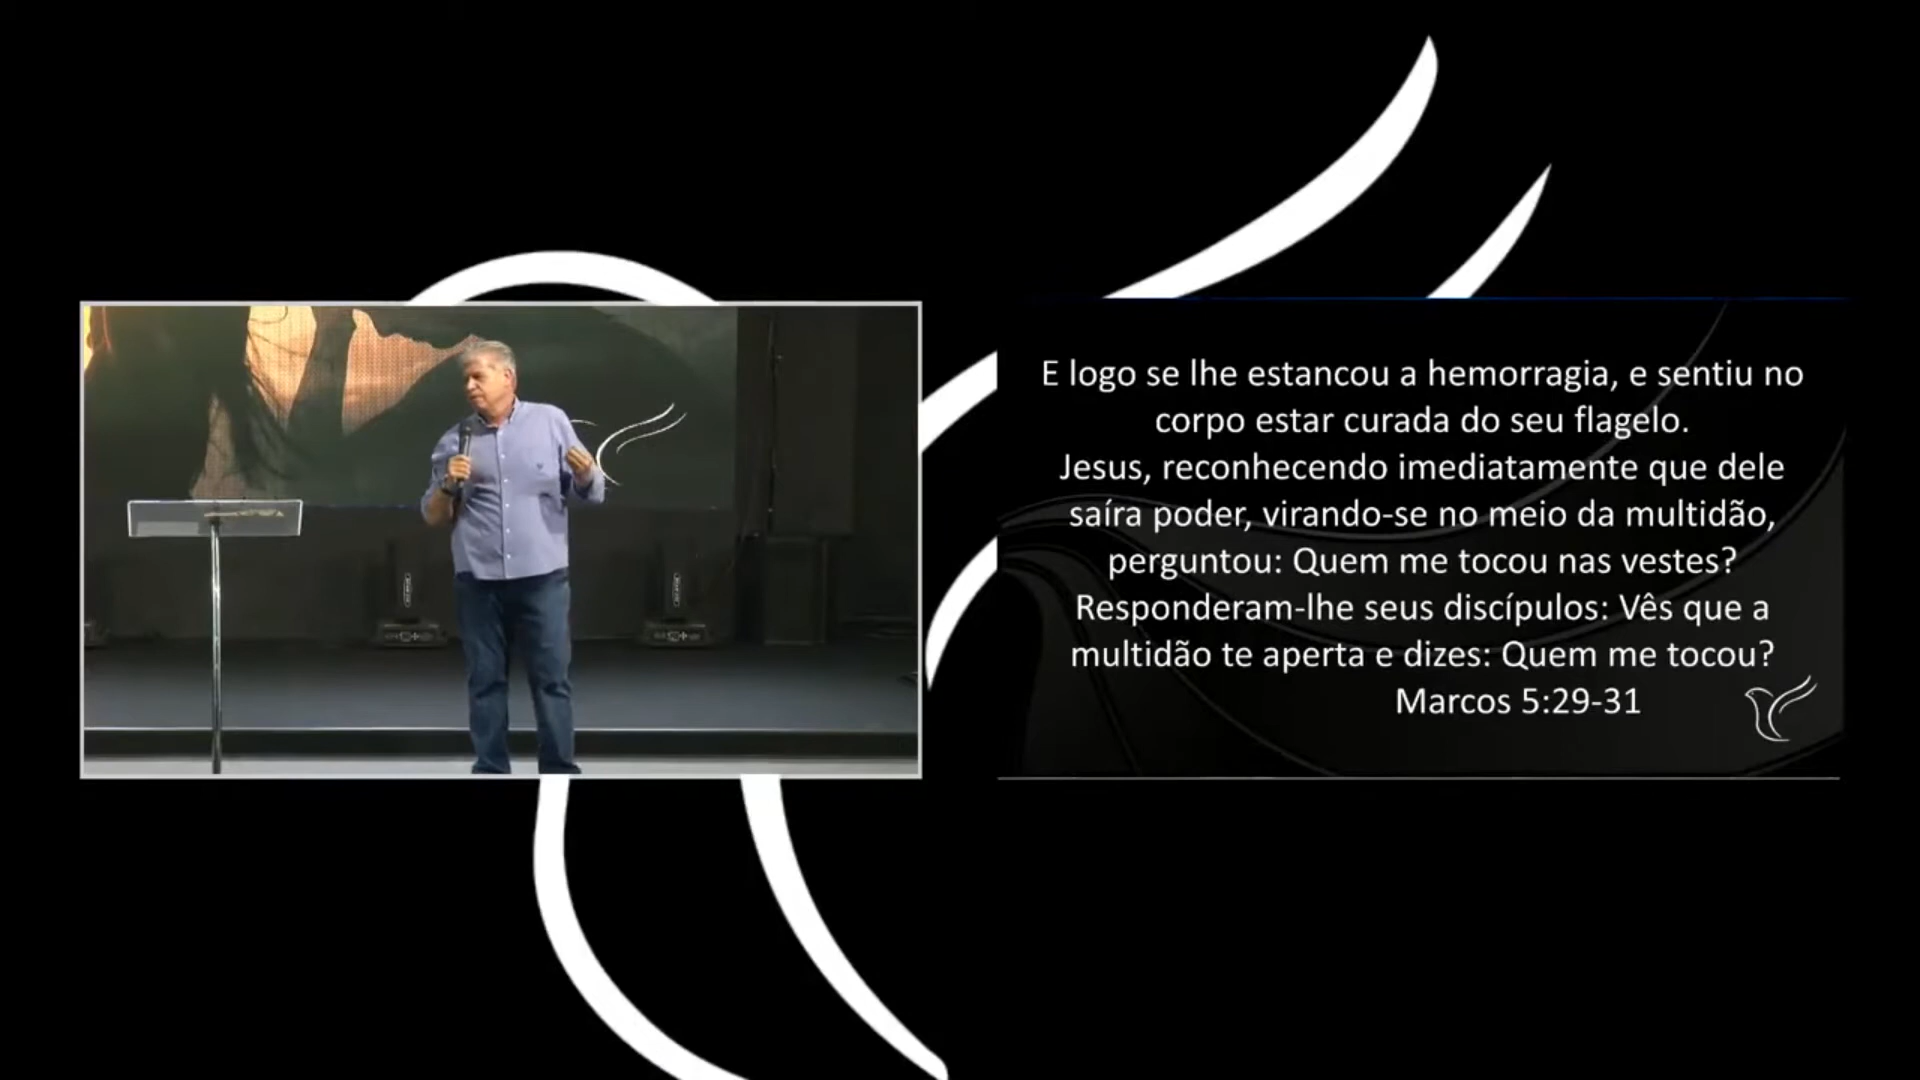 E logo se lhe estancou a hemorragia, e sentiu no
corpo estar curada do seu flagelo.
Jesus, reconhecendo imediatamente que dele
saíra poder, virando-se no meio da multidão,
perguntou: Quem me tocou nas vestes?
Responderam-lhe seus discípulos: Vês que a
multidão te aperta e dizes: Quem me tocou?
Marcos 5:29-31